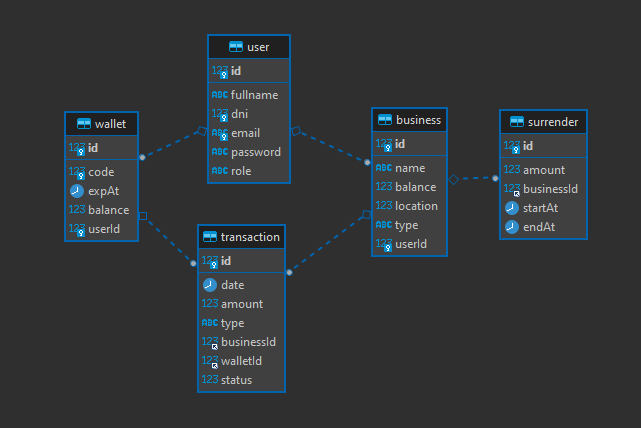 user
123 id
ABC fullname
ABC dni
ABC email
ABC password
ABC role
wallet
123 id
123 code
expAt
123 balance
123 userId
business
123 id
ABC name
123 balance
123 location
ABC type
123 userId
surrender
123 id
123 amount
123 businessId
startAt
endAt
transaction
123 id
date
123 amount
ABC type
123 businessId
123 walletId
123 status